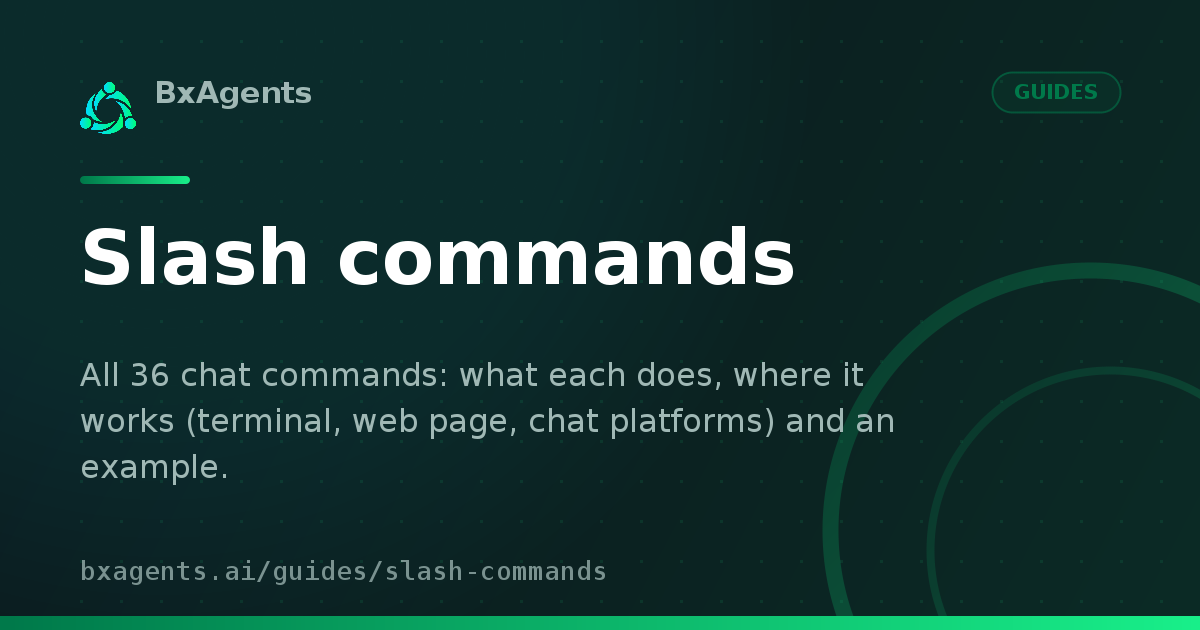 BxAgents
GUIDES
Slash commands
All 36 chat commands: what each does, where it
works (terminal, web page, chat platforms) and an
example.
bxagents.ai/guides/slash-commands